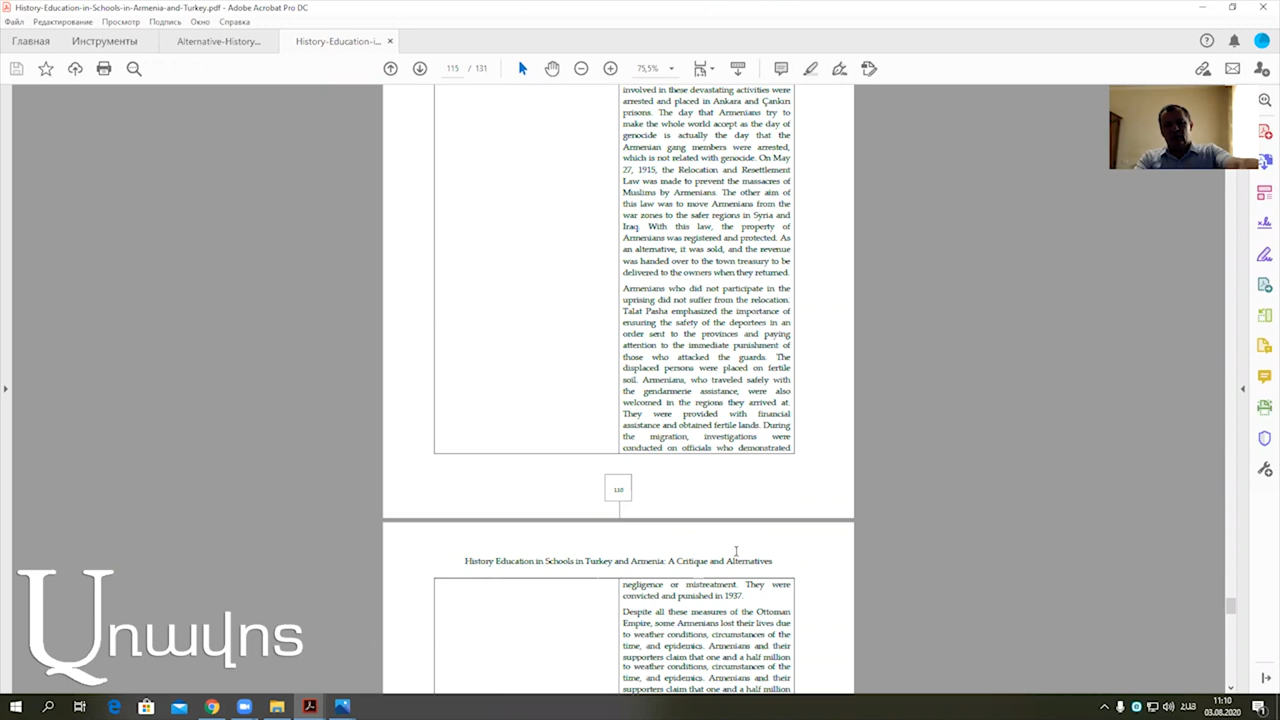 History-Education-in-Schools-in-Armenia-and-Turkey.pdf - Adobe Acrobat Pro DC
Файл Редактирование Просмотр Подпись Окно Справка
Главная Инструменты Alternative-History... History-Education-i... ×
115 / 131 75,5%
involved in these devastating activities were
arrested and placed in Ankara and Çankırı
prisons. The day that Armenians try to
make the whole world accept as the day of
genocide is actually the day that the
Armenian gang members were arrested,
which is not related with genocide. On May
27, 1915, the Relocation and Resettlement
Law was made to prevent the massacres of
Muslims by Armenians. The other aim of
this law was to move Armenians from the
war zones to the safer regions in Syria and
Iraq. With this law, the property of
Armenians was registered and protected. As
an alternative, it was sold, and the revenue
was handed over to the town treasury to be
delivered to the owners when they returned.
Armenians who did not participate in the
uprising did not suffer from the relocation.
Talat Pasha emphasized the importance of
ensuring the safety of the deportees in an
order sent to the provinces and paying
attention to the immediate punishment of
those who attacked the guards. The
displaced persons were placed on fertile
soil. Armenians, who traveled safely with
the gendarmerie assistance, were also
welcomed in the regions they arrived at.
They were provided with financial
assistance and obtained fertile lands. During
the migration, investigations were
conducted on officials who demonstrated
110
History Education in Schools in Turkey and Armenia: A Critique and Alternatives
negligence or mistreatment. They were
convicted and punished in 1937.
Despite all these measures of the Ottoman
Empire, some Armenians lost their lives due
to weather conditions, circumstances of the
time, and epidemics. Armenians and their
supporters claim that one and a half million
to weather conditions, circumstances of the
time, and epidemics. Armenians and their
supporters claim that one and a half million
Առավոտ
ՀԱՅ
11:10
03.08.2020